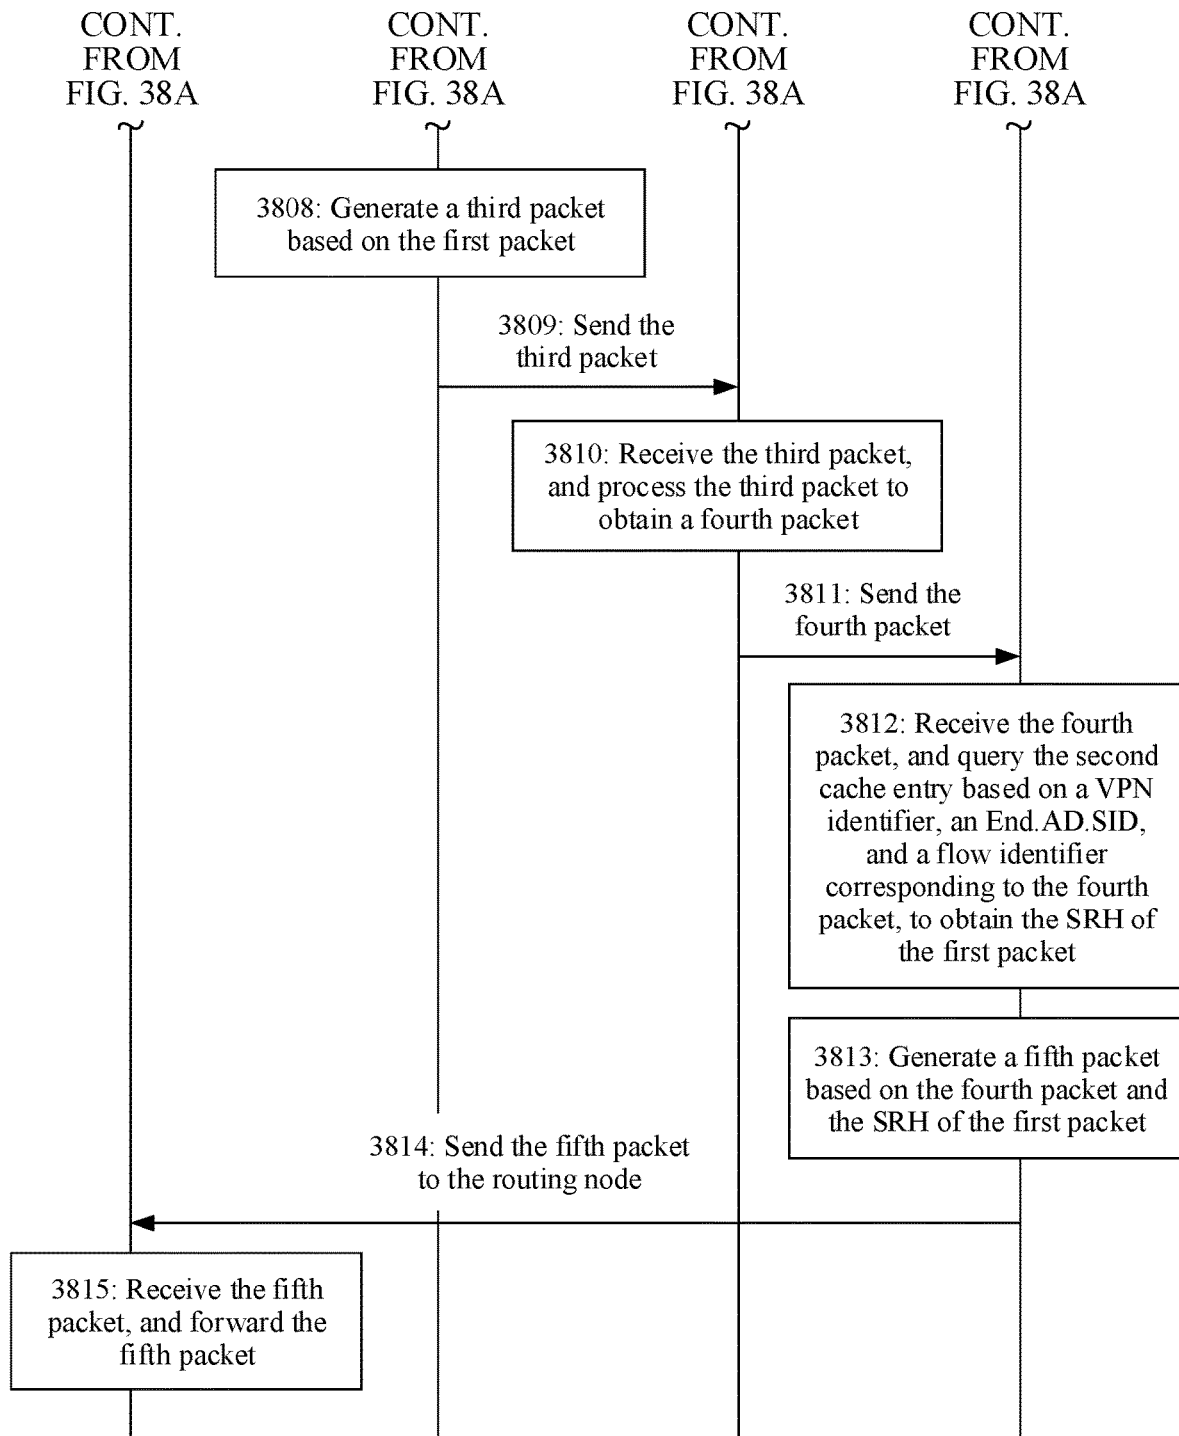 CONT.
FROM
FIG. 38A
CONT.
FROM
FIG. 38A
CONT.
FROM
FIG. 38A
CONT.
FROM
FIG. 38A
3808: Generate a third packet
based on the first packet
3809: Send the
third packet
3810: Receive the third packet,
and process the third packet to
obtain a fourth packet
3811: Send the
fourth packet
3812: Receive the fourth
packet, and query the second
cache entry based on a VPN
identifier, an End.AD.SID,
and a flow identifier
corresponding to the fourth
packet, to obtain the SRH of
the first packet
3813: Generate a fifth packet
based on the fourth packet and
the SRH of the first packet
3814: Send the fifth packet
to the routing node
3815: Receive the fifth
packet, and forward the
fifth packet